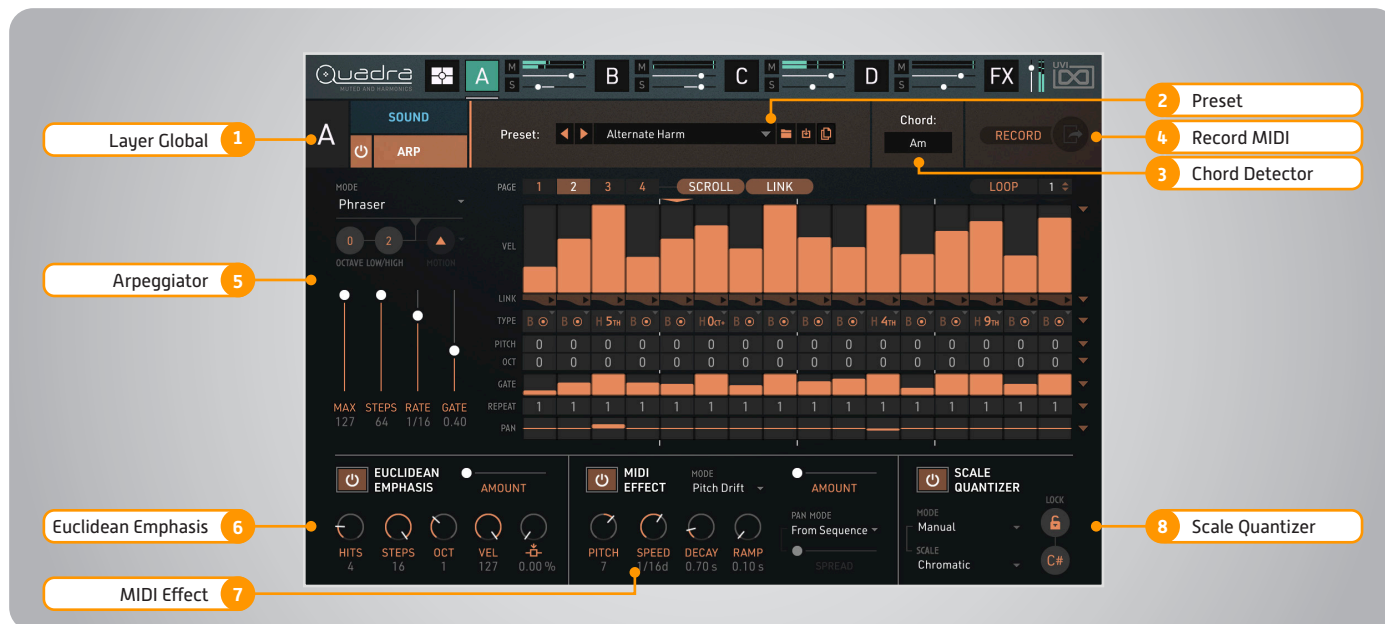 Quadra
MUTED AND HARMONICS
A M S B M S C M S D M S FX UVI
A SOUND
ARP
Preset: Alternate Harm
Chord:
Am
RECORD
1 Layer Global
2 Preset
4 Record MIDI
3 Chord Detector
5 Arpeggiator
6 Euclidean Emphasis
7 MIDI Effect
8 Scale Quantizer
MODE
Phraser
0 2
OCTAVE LOW/HIGH MOTION
MAX STEPS RATE GATE
127 64 1/16 0.40
PAGE 1 2 3 4 SCROLL LINK LOOP 1
VEL
LINK
TYPE B B H 5TH B B H 0CT+ B B B B H 4TH B B H 9TH B B
PITCH 0 0 0 0 0 0 0 0 0 0 0 0 0 0 0 0
OCT 0 0 0 0 0 0 0 0 0 0 0 0 0 0 0 0
GATE
REPEAT 1 1 1 1 1 1 1 1 1 1 1 1 1 1 1 1
PAN
EUCLIDEAN
EMPHASIS
AMOUNT
HITS STEPS OCT VEL
4 16 1 127 0.00 %
MIDI
EFFECT
MODE
Pitch Drift
AMOUNT
PITCH SPEED DECAY RAMP
7 1/16d 0.70 s 0.10 s
PAN MODE
From Sequence
SPREAD
SCALE
QUANTIZER
LOCK
MODE
Manual
SCALE
Chromatic
C#